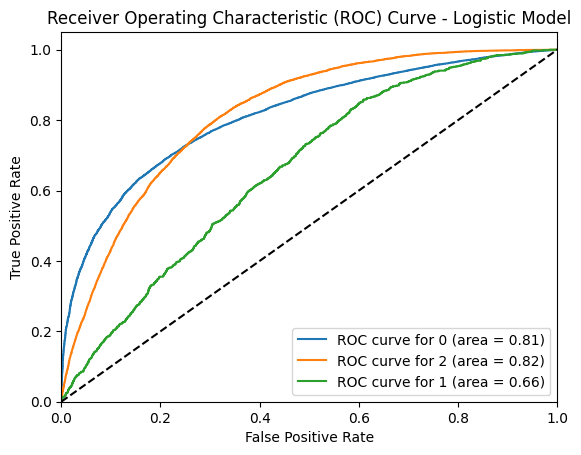 Receiver Operating Characteristic (ROC) Curve - Logistic Model
1.0
0.8
0.6
0.4
0.2
0.0
True Positive Rate
ROC curve for 0 (area = 0.81)
ROC curve for 2 (area = 0.82)
ROC curve for 1 (area = 0.66)
0.0 0.2 0.4 0.6 0.8 1.0
False Positive Rate